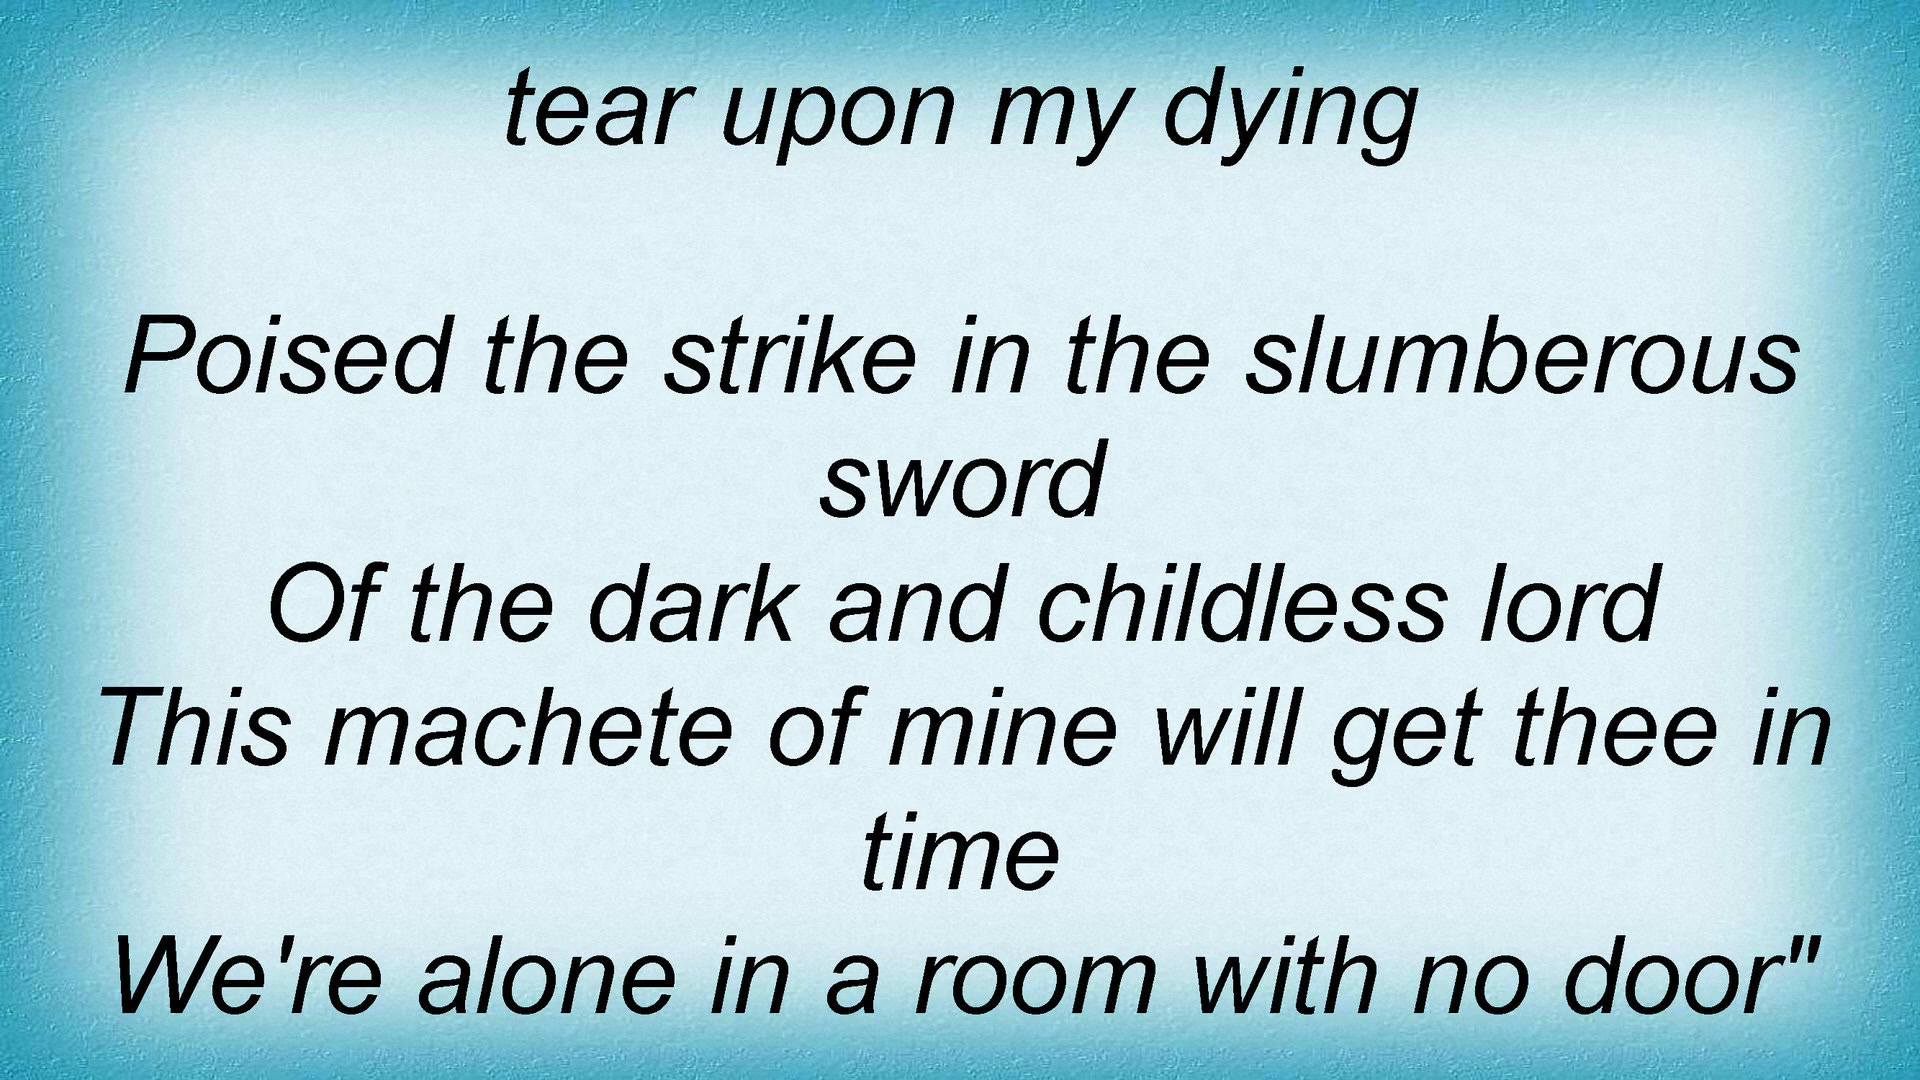 tear upon my dying
Poised the strike in the slumberous
sword
Of the dark and childless lord
This machete of mine will get thee in
time
We're alone in a room with no door"